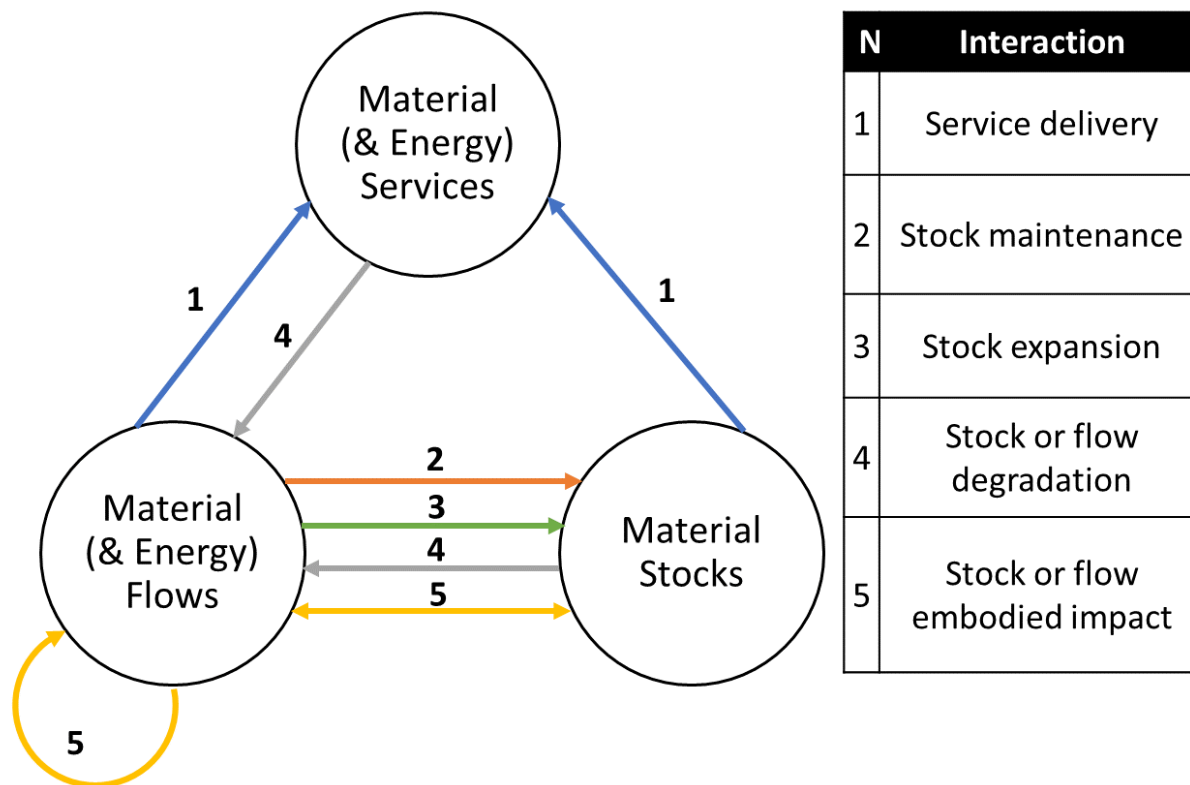 Material
(& Energy)
Services
1
4
1
Material
(& Energy)
Flows
2
3
4
5
Material
Stocks
5
N Interaction
1 Service delivery
2 Stock maintenance
3 Stock expansion
4 Stock or flow
degradation
5 Stock or flow
embodied impact